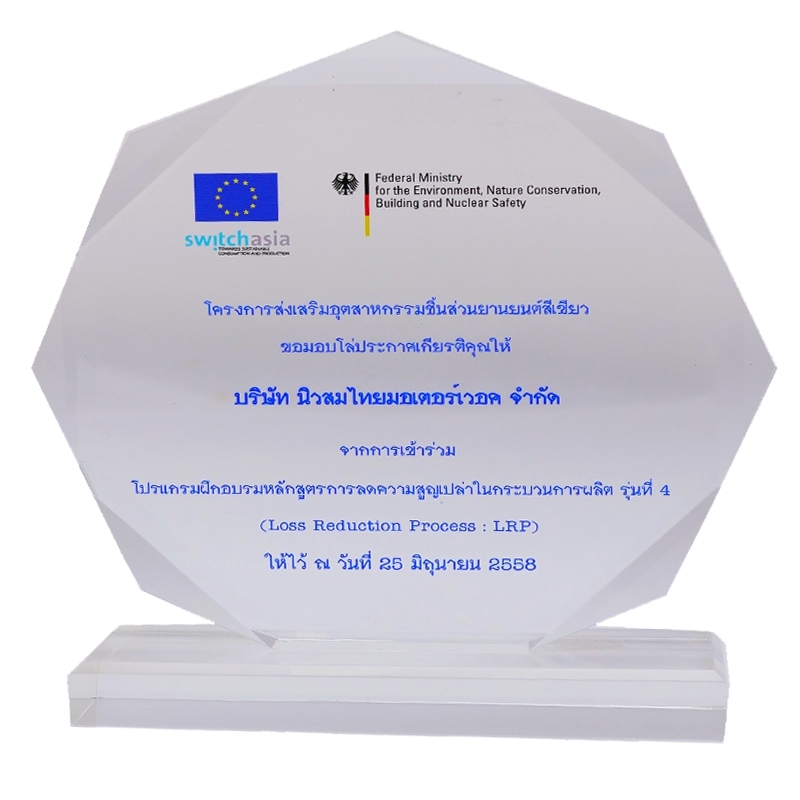 switchasia
TOWARDS SUSTAINABLE
CONSUMPTION AND PRODUCTION
Federal Ministry
for the Environment, Nature Conservation,
Building and Nuclear Safety
โครงการส่งเสริมอุตสาหกรรมชิ้นส่วนยานยนต์สีเขียว
ขอมอบโล่ประกาศเกียรติคุณให้
บริษัท นิวสมไทยมอเตอร์เวอค จำกัด
จากการเข้าร่วม
โปรแกรมฝึกอบรมหลักสูตรการลดความสูญเปล่าในกระบวนการผลิต รุ่นที่ 4
(Loss Reduction Process : LRP)
ให้ไว้ ณ วันที่ 25 มิถุนายน 2558